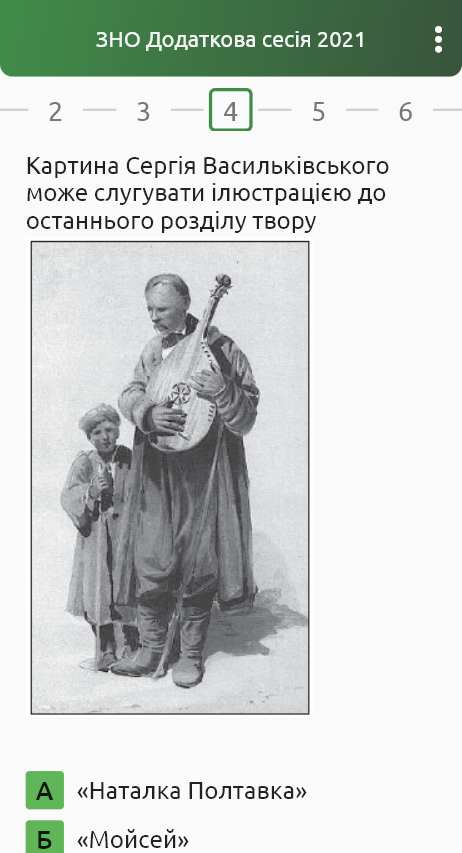 ЗНО Додаткова сесія 2021
2
3
4
5
6
Картина Сергія Васильківського
може слугувати ілюстрацією до
останнього розділу твору
А «Наталка Полтавка»
Б «Мойсей»